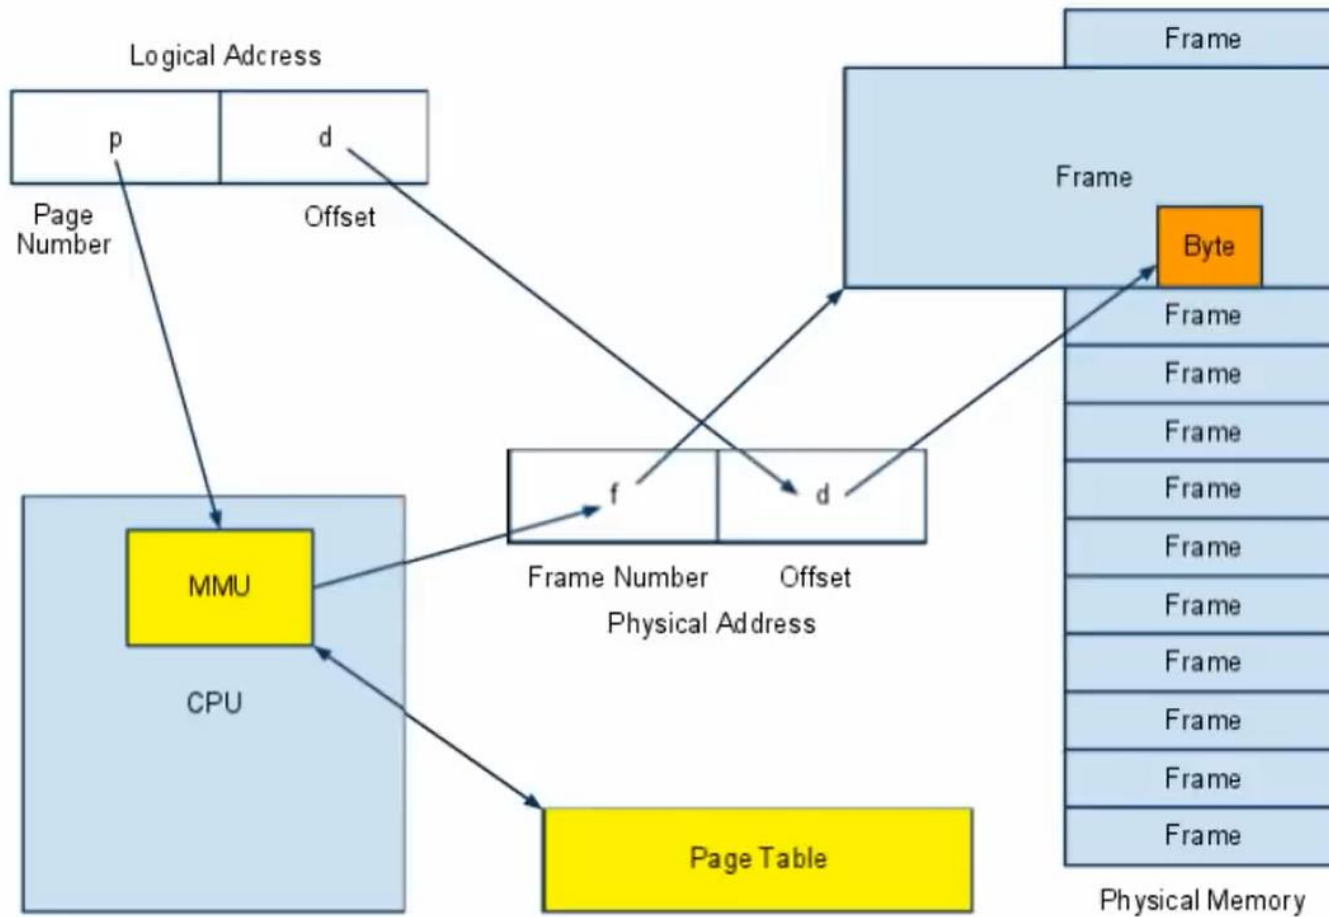 Logical Adcress
p
d
Page
Number
Offset
MMU
CPU
f
d
Frame Number
Offset
Physical Address
Page Table
Frame
Frame
Byte
Frame
Frame
Frame
Frame
Frame
Frame
Frame
Frame
Frame
Frame
Physical Memory